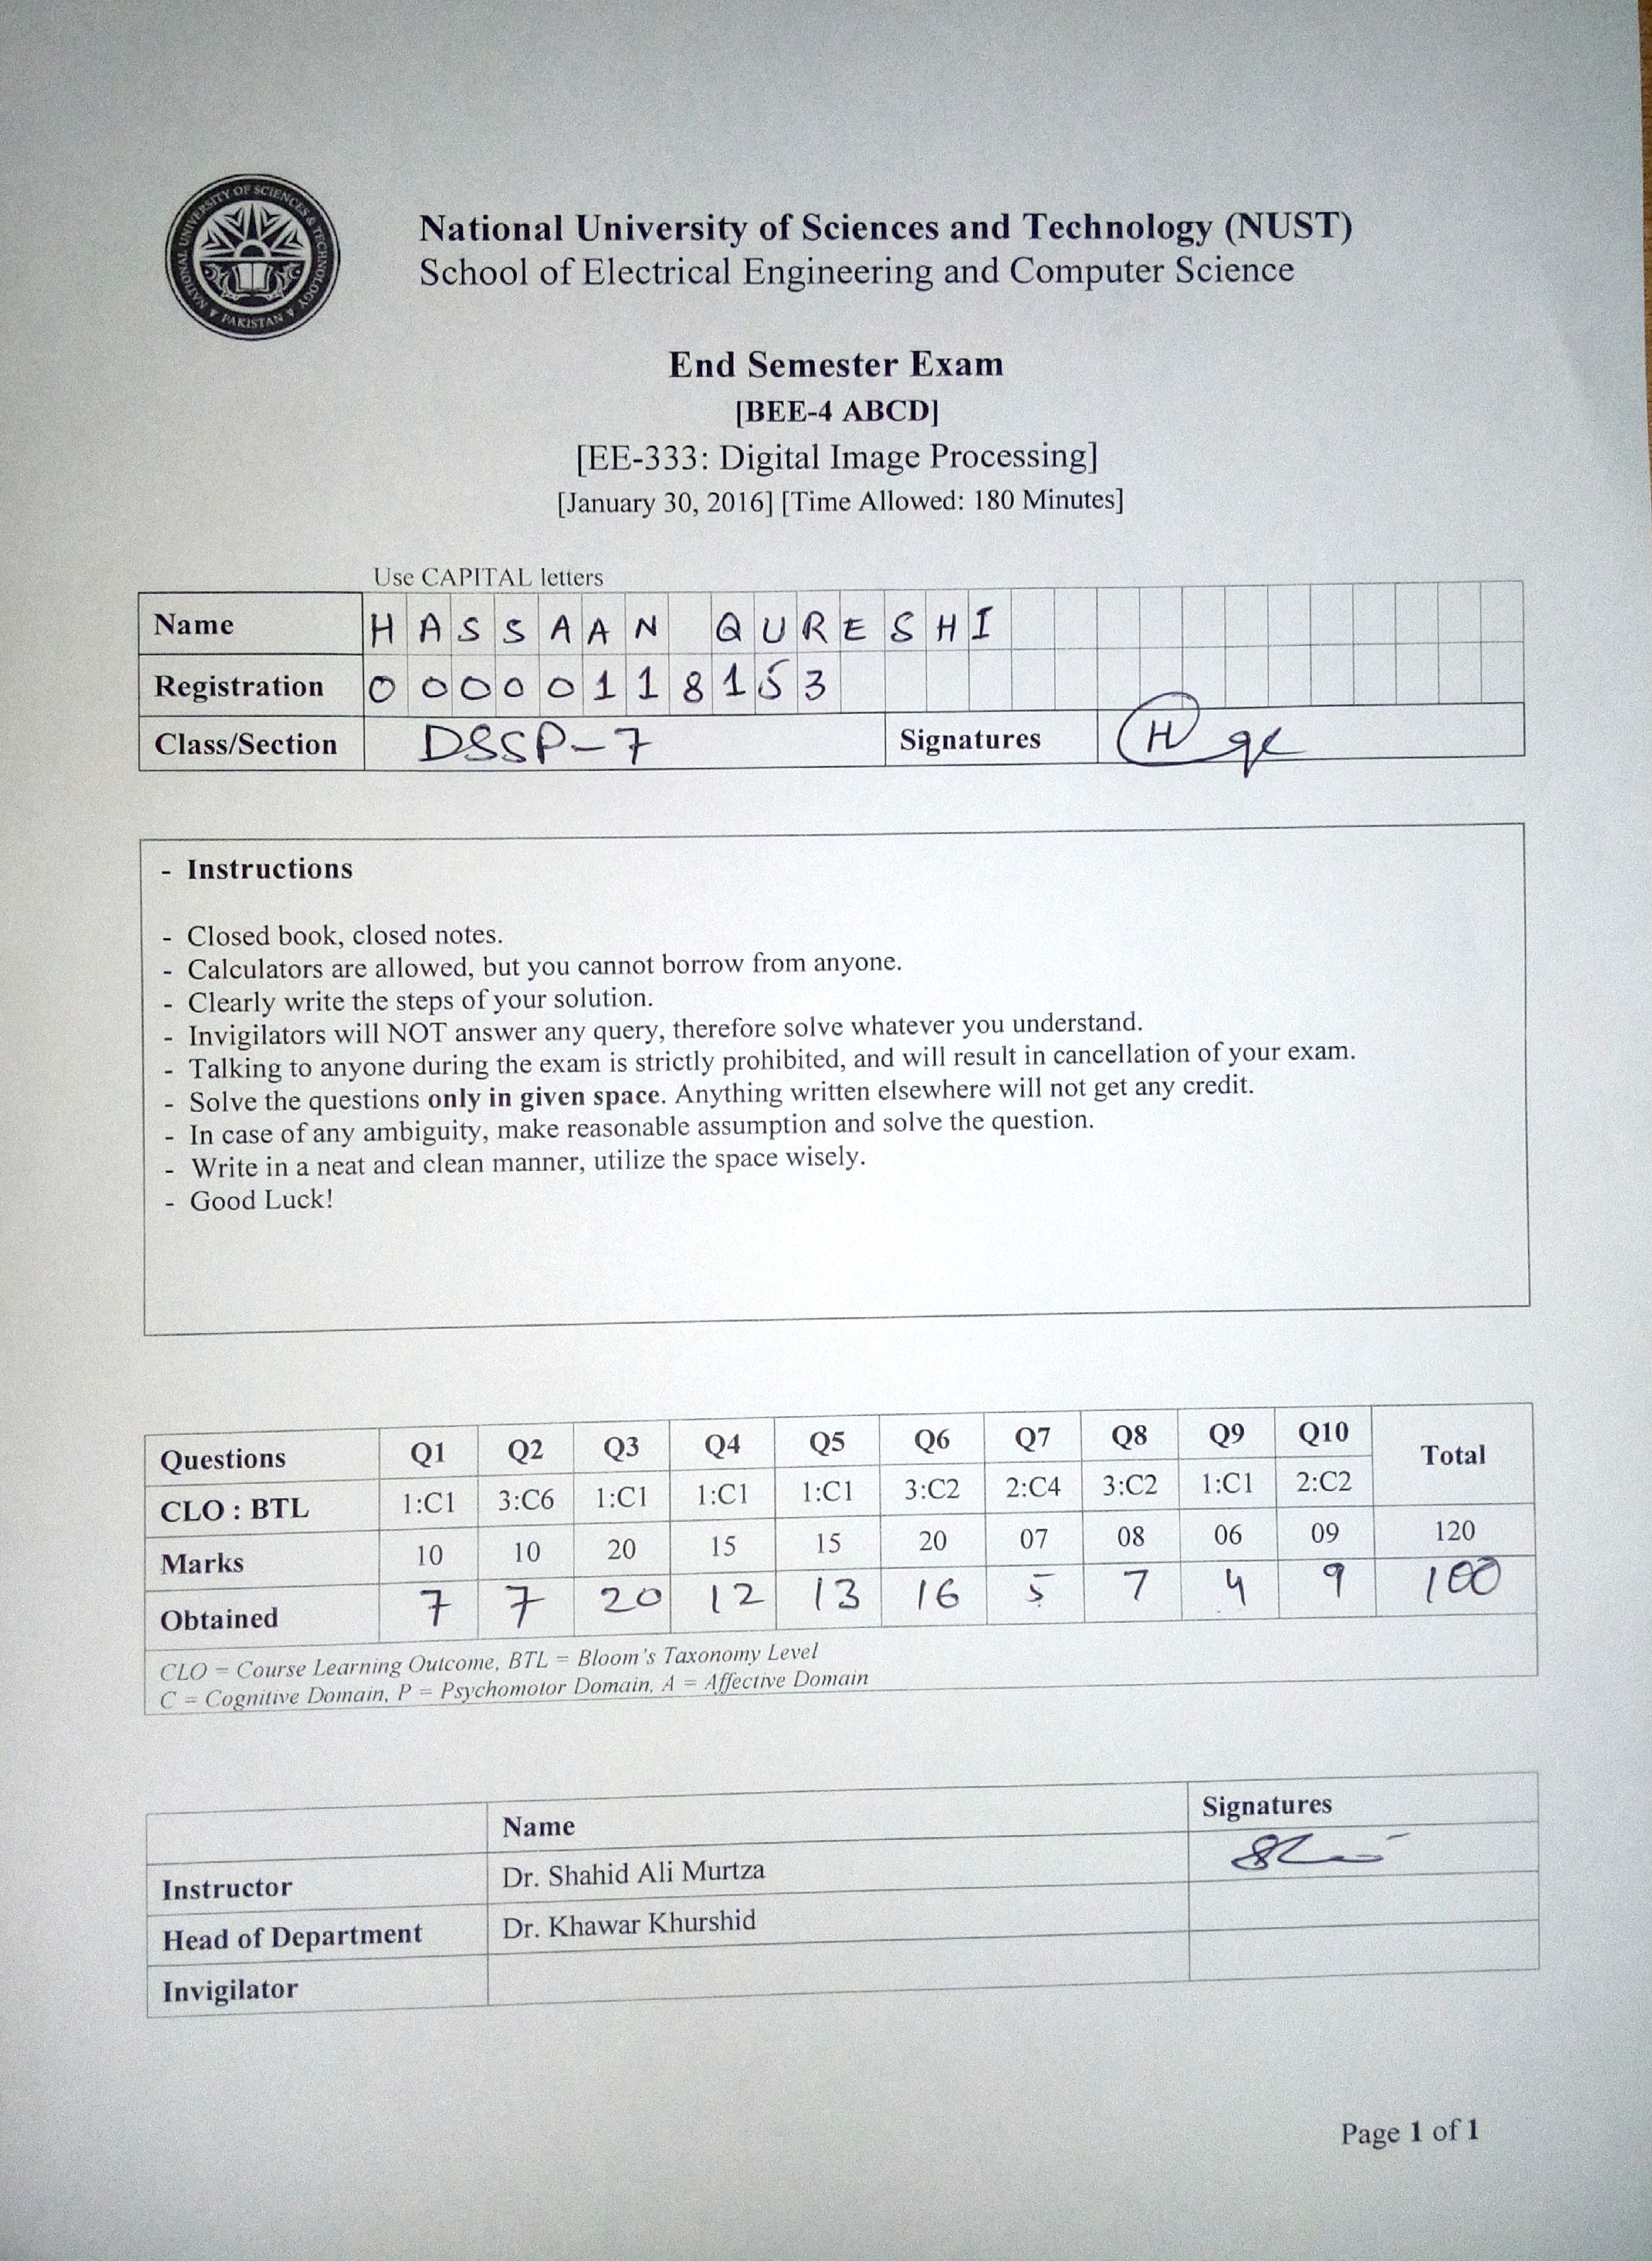 NATIONAL UNIVERSITY OF SCIENCES & TECHNOLOGY
PAKISTAN
National University of Sciences and Technology (NUST)
School of Electrical Engineering and Computer Science
End Semester Exam
[BEE-4 ABCD]
[EE-333: Digital Image Processing]
[January 30, 2016] [Time Allowed: 180 Minutes]
Use CAPITAL letters
Name HASSAAN QURESHI
Registration 00000118153
Class/Section DSSP-7 Signatures
- Instructions
- Closed book, closed notes.
- Calculators are allowed, but you cannot borrow from anyone.
- Clearly write the steps of your solution.
- Invigilators will NOT answer any query, therefore solve whatever you understand.
- Talking to anyone during the exam is strictly prohibited, and will result in cancellation of your exam.
- Solve the questions only in given space. Anything written elsewhere will not get any credit.
- In case of any ambiguity, make reasonable assumption and solve the question.
- Write in a neat and clean manner, utilize the space wisely.
- Good Luck!
Questions Q1 Q2 Q3 Q4 Q5 Q6 Q7 Q8 Q9 Q10 Total
CLO : BTL 1:C1 3:C6 1:C1 1:C1 1:C1 3:C2 2:C4 3:C2 1:C1 2:C2
Marks 10 10 20 15 15 20 07 08 06 09 120
Obtained 7 7 20 12 13 16 5 7 4 9 100
CLO = Course Learning Outcome, BTL = Bloom's Taxonomy Level
C = Cognitive Domain, P = Psychomotor Domain, A = Affective Domain
Name Signatures
Instructor Dr. Shahid Ali Murtza
Head of Department Dr. Khawar Khurshid
Invigilator
Page 1 of 1